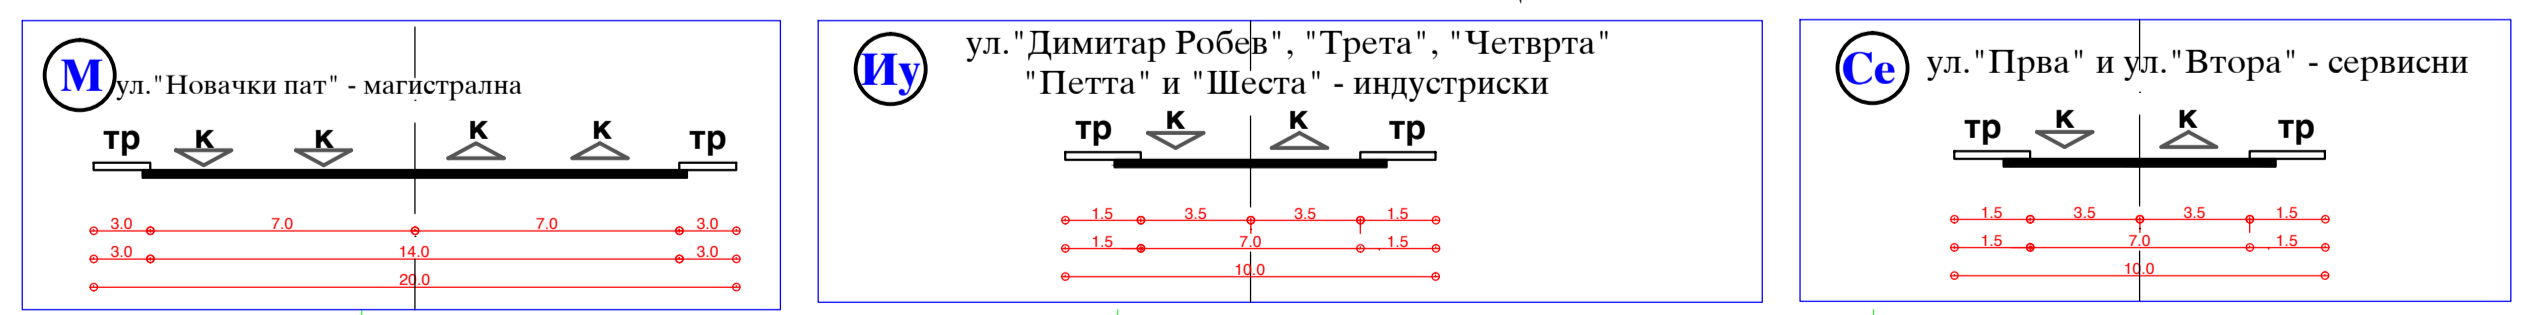 М ул."Новачки пат" - магистрална
тр к к к к тр
3.0 7.0 7.0 3.0
3.0 14.0 3.0
20.0
Иу ул."Димитар Робев", "Трета", "Четврта"
"Петта" и "Шеста" - индустриски
тр к к тр
1.5 3.5 3.5 1.5
1.5 7.0 1.5
10.0
Се ул."Прва" и ул."Втора" - сервисни
тр к к тр
1.5 3.5 3.5 1.5
1.5 7.0 1.5
10.0